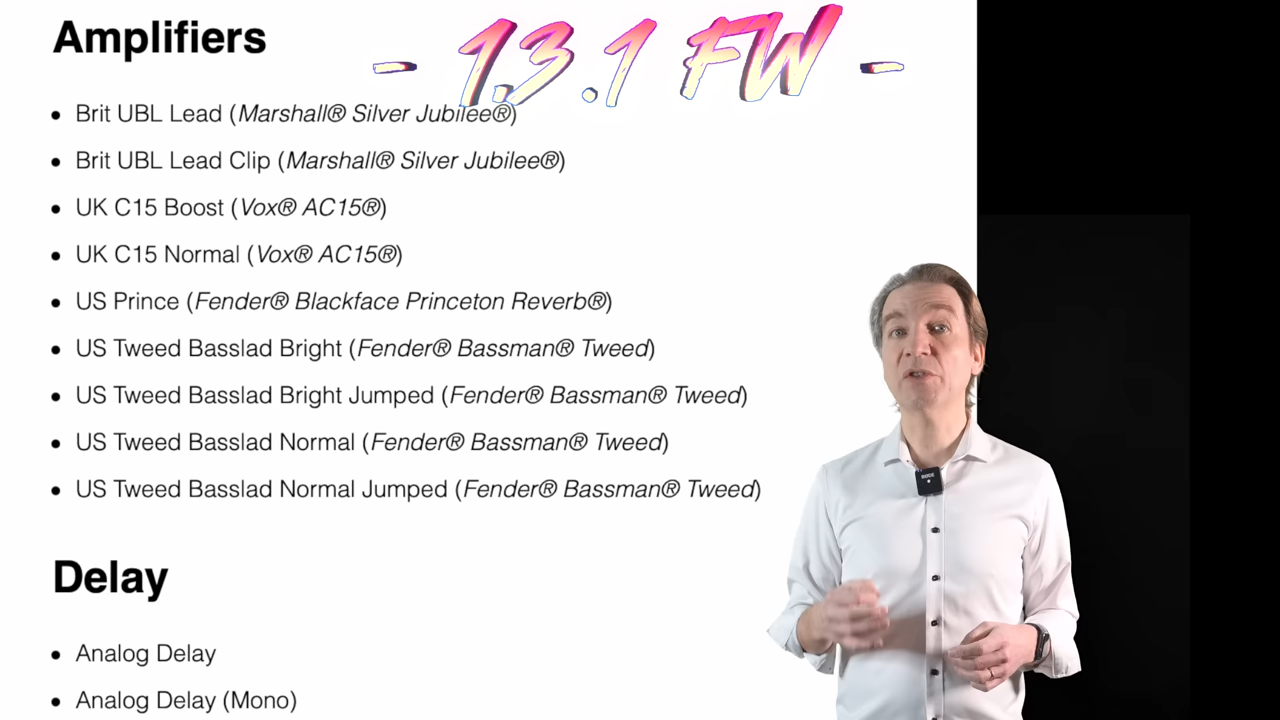 Amplifiers
- 1.3.1 FW -
• Brit UBL Lead (Marshall® Silver Jubilee®)
• Brit UBL Lead Clip (Marshall® Silver Jubilee®)
• UK C15 Boost (Vox® AC15®)
• UK C15 Normal (Vox® AC15®)
• US Prince (Fender® Blackface Princeton Reverb®)
• US Tweed Basslad Bright (Fender® Bassman® Tweed)
• US Tweed Basslad Bright Jumped (Fender® Bassman® Tweed)
• US Tweed Basslad Normal (Fender® Bassman® Tweed)
• US Tweed Basslad Normal Jumped (Fender® Bassman® Tweed)
RODE
Delay
• Analog Delay
• Analog Delay (Mono)